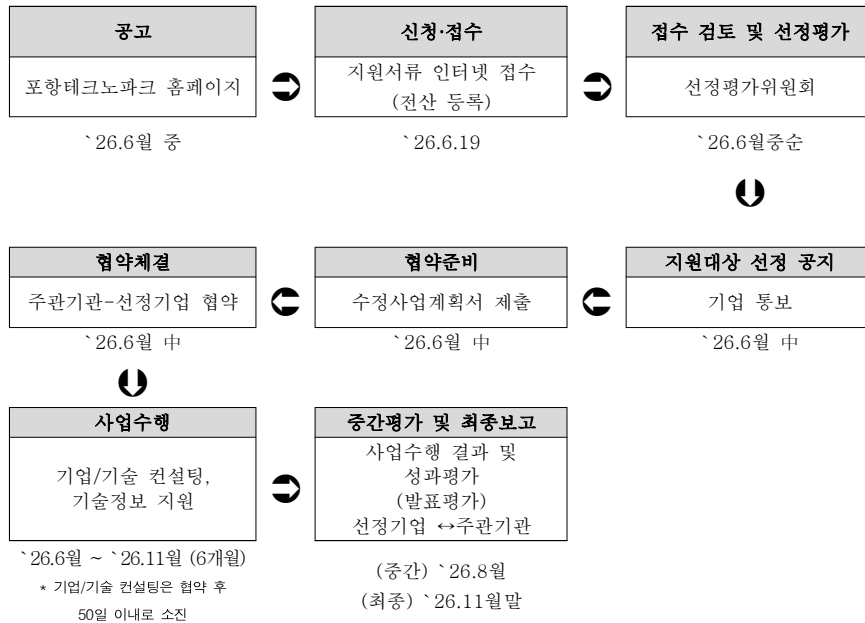 공고
포항테크노파크 홈페이지
`26.6월 중
신청·접수
지원서류 인터넷 접수
(전산 등록)
`26.6.19
접수 검토 및 선정평가
선정평가위원회
`26.6월중순
지원대상 선정 공지
기업 통보
`26.6월 中
협약준비
수정사업계획서 제출
`26.6월 中
협약체결
주관기관-선정기업 협약
`26.6월 中
사업수행
기업/기술 컨설팅,
기술정보 지원
`26.6월 ~ `26.11월 (6개월)
* 기업/기술 컨설팅은 협약 후
50일 이내로 소진
중간평가 및 최종보고
사업수행 결과 및
성과평가
(발표평가)
선정기업 ↔주관기관
(중간) `26.8월
(최종) `26.11월말